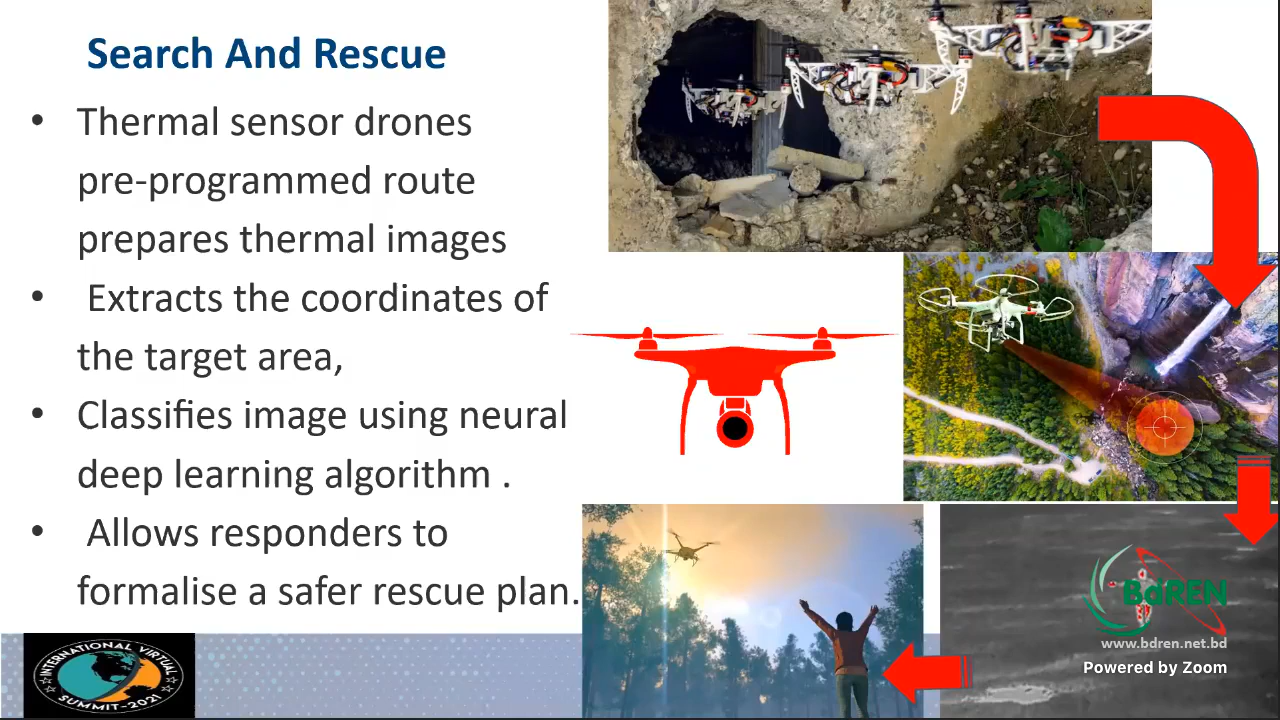 Search And Rescue
• Thermal sensor drones
pre-programmed route
prepares thermal images
• Extracts the coordinates of
the target area,
• Classifies image using neural
deep learning algorithm .
• Allows responders to
formalise a safer rescue plan.
INTERNATIONAL VIRTUAL
SUMMIT-2021
BdREN
www.bdren.net.bd
Powered by Zoom